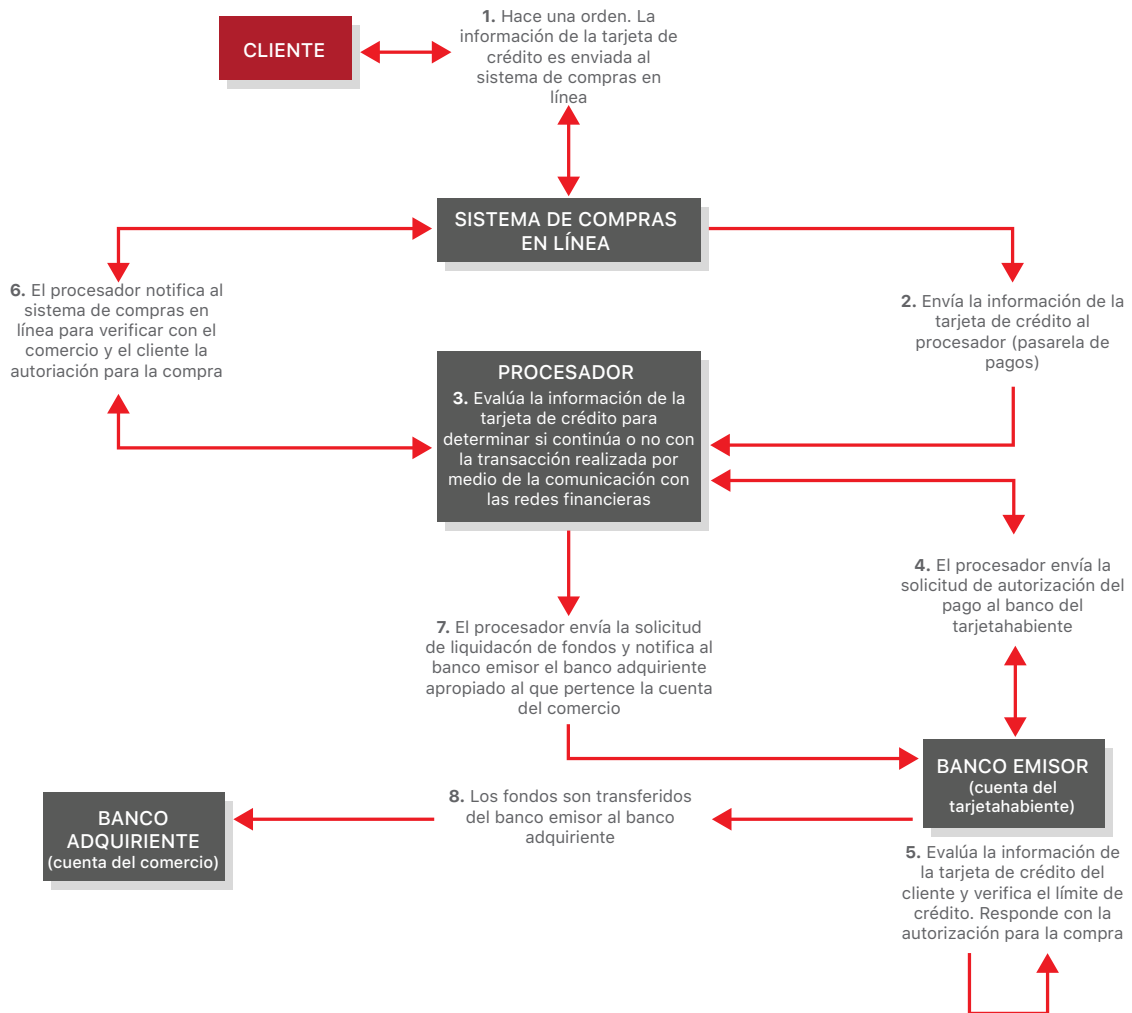 CLIENTE
1. Hace una orden. La
información de la tarjeta de
crédito es enviada al
sistema de compras en
línea
SISTEMA DE COMPRAS
EN LÍNEA
2. Envía la información de la
tarjeta de crédito al
procesador (pasarela de
pagos)
PROCESADOR
3. Evalúa la información de la
tarjeta de crédito para
determinar si continúa o no con
la transacción realizada por
medio de la comunicación con
las redes financieras
4. El procesador envía la
solicitud de autorización del
pago al banco del
tarjetahabiente
BANCO EMISOR
(cuenta del
tarjetahabiente)
5. Evalúa la información de
la tarjeta de crédito del
cliente y verifica el límite de
crédito. Responde con la
autorización para la compra
6. El procesador notifica al
sistema de compras en
línea para verificar con el
comercio y el cliente la
autoriación para la compra
7. El procesador envía la solicitud
de liquidacón de fondos y notifica al
banco emisor el banco adquiriente
apropiado al que pertence la cuenta
del comercio
8. Los fondos son transferidos
del banco emisor al banco
adquiriente
BANCO
ADQUIRIENTE
(cuenta del comercio)